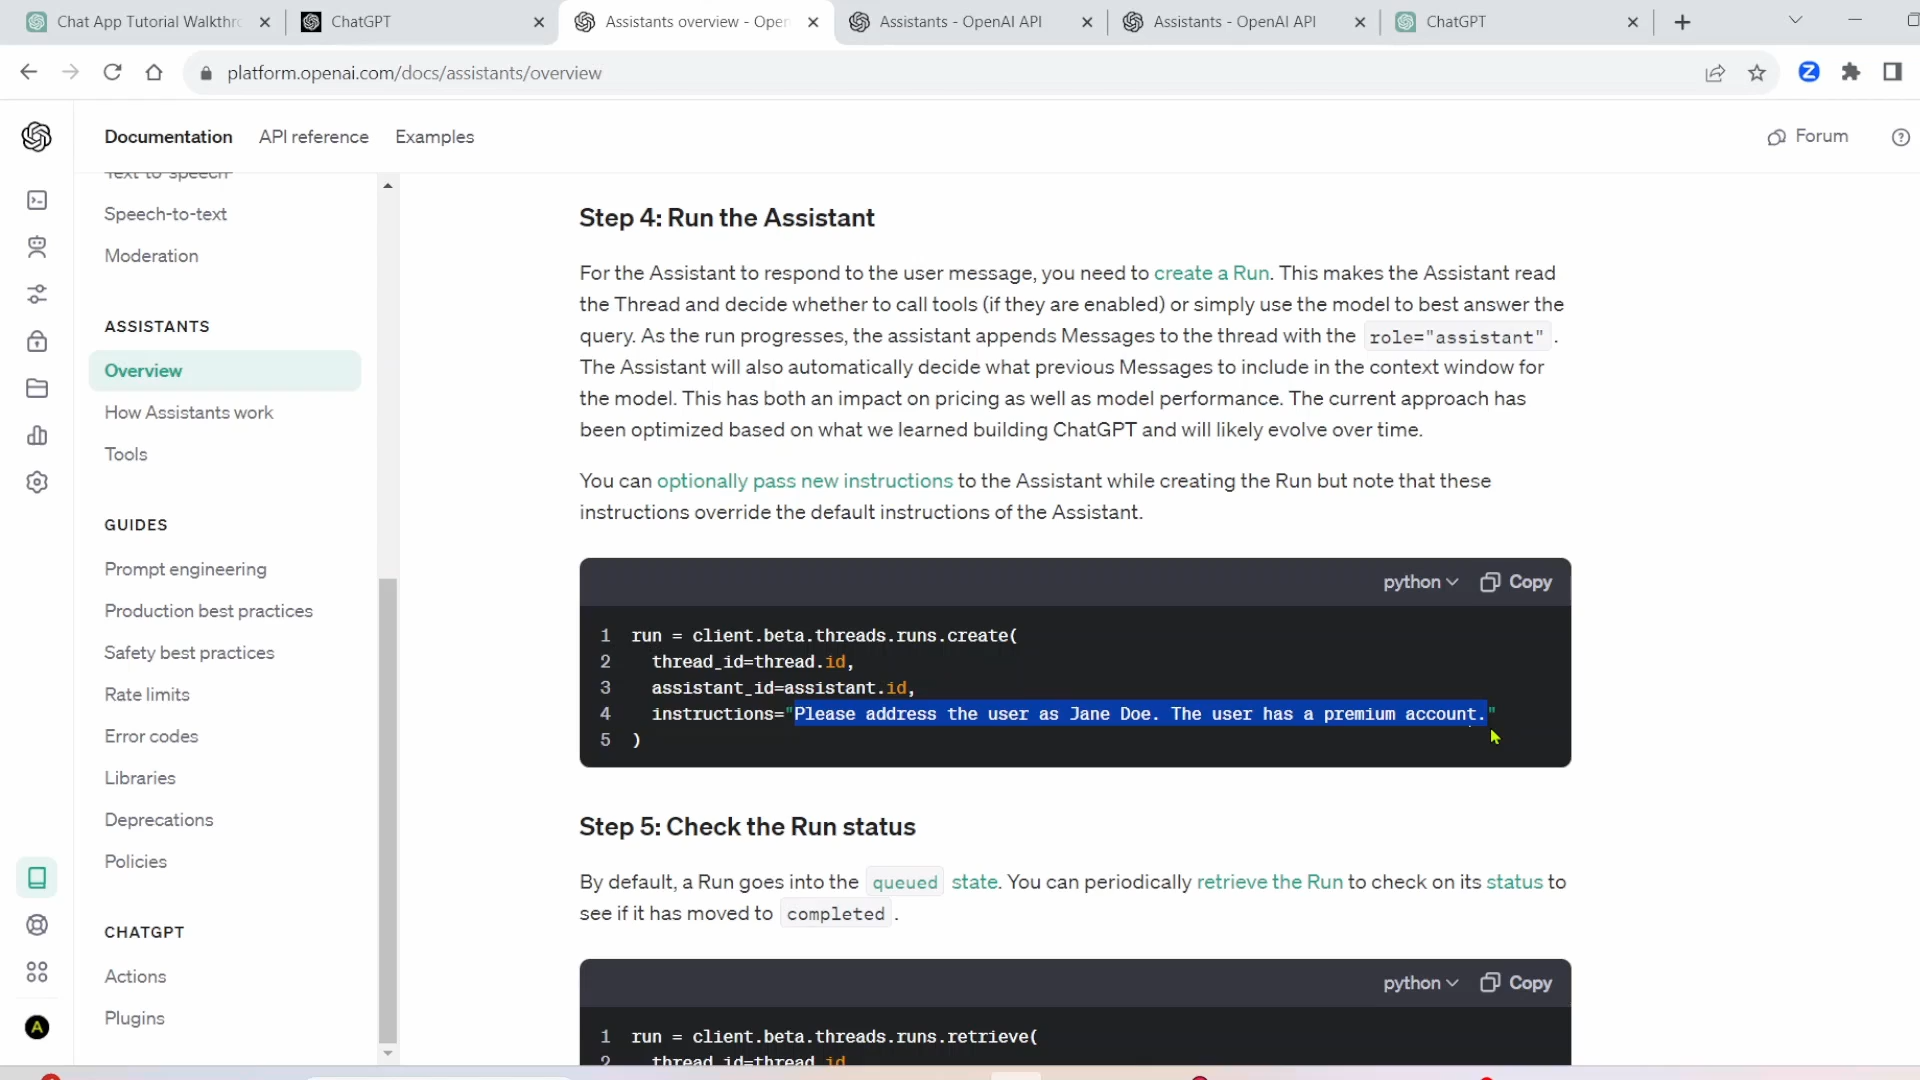 Chat App Tutorial Walkthro
ChatGPT
Assistants overview - Open
Assistants - OpenAI API
Assistants - OpenAI API
ChatGPT
platform.openai.com/docs/assistants/overview
Z
Documentation
API reference
Examples
Forum
Text-to-speech
Speech-to-text
Moderation
ASSISTANTS
Overview
How Assistants work
Tools
GUIDES
Prompt engineering
Production best practices
Safety best practices
Rate limits
Error codes
Libraries
Deprecations
Policies
CHATGPT
Actions
Plugins
A
Step 4: Run the Assistant
For the Assistant to respond to the user message, you need to create a Run. This makes the Assistant read
the Thread and decide whether to call tools (if they are enabled) or simply use the model to best answer the
query. As the run progresses, the assistant appends Messages to the thread with the role="assistant" .
The Assistant will also automatically decide what previous Messages to include in the context window for
the model. This has both an impact on pricing as well as model performance. The current approach has
been optimized based on what we learned building ChatGPT and will likely evolve over time.
You can optionally pass new instructions to the Assistant while creating the Run but note that these
instructions override the default instructions of the Assistant.
python
Copy
1 run = client.beta.threads.runs.create(
2 thread_id=thread.id,
3 assistant_id=assistant.id,
4 instructions="Please address the user as Jane Doe. The user has a premium account."
5 )
Step 5: Check the Run status
By default, a Run goes into the queued state. You can periodically retrieve the Run to check on its status to
see if it has moved to completed .
python
Copy
1 run = client.beta.threads.runs.retrieve(
2 thread_id=thread.id